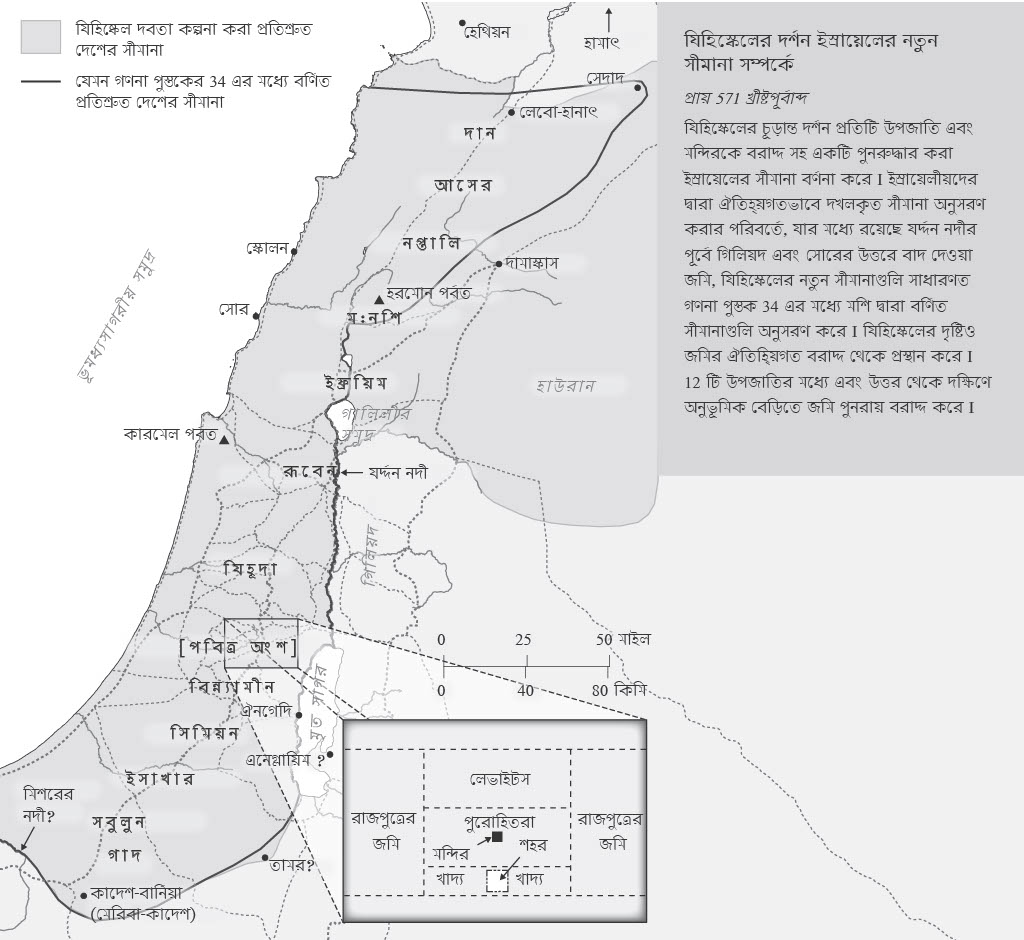 যিহিষ্কেল দবতা কল্পনা করা প্রতিশ্রুত
দেশের সীমানা
যেমন গণনা পুস্তকের 34 এর মধ্যে বর্ণিত
প্রতিশ্রুত দেশের সীমানা
হেথিয়ন
হামাৎ
সেদাদ
লেবো-হানাৎ
দান
আসের
নপ্তালি
স্কোলন
দামাস্কাস
হরমোন পর্বত
সোর
ম:নশি
ভূমধ্যসাগরীয় সমুদ্র
ইফ্রয়িম
হাউরান
গালিলীর
সমুদ্র
কারমেল পর্বত
রূবেন
যর্দ্দন নদী
গিলিয়দ
যিহূদা
[পবিত্র অংশ]
বিন্যামীন
ঐনগেদি
মৃত সাগর
সিমিয়ন
এনেগ্লায়িম ?
ইসাখার
মিশরের
নদী?
সবুলুন
গাদ
তামর?
কাদেশ-বার্নিয়া
(মেরিবা-কাদেশ)
0 25 50 মাইল
0 40 80 কিমি
লেভাইটস
রাজপুত্রের
জমি
পুরোহিতরা
রাজপুত্রের
জমি
মন্দির
শহর
খাদ্য
খাদ্য
যিহিস্কেলের দর্শন ইস্রায়েলের নতুন
সীমানা সম্পর্কে
প্রায় 571 খ্রীষ্টপূর্বাব্দ
যিহিস্কেলের চূড়ান্ত দর্শন প্রতিটি উপজাতি এবং
মন্দিরকে বরাদ্দ সহ একটি পুনরুদ্ধার করা
ইস্রায়েলের সীমানা বর্ণনা করে I ইস্রায়েলীয়দের
দ্বারা ঐতিহ্যগতভাবে দখলকৃত সীমানা অনুসরণ
করার পরিবর্তে, যার মধ্যে রয়েছে যর্দ্দন নদীর
পূর্বে গিলিয়দ এবং সোরের উত্তরে বাদ দেওয়া
জমি, যিহিস্কেলের নতুন সীমানাগুলি সাধারণত
গণনা পুস্তক 34 এর মধ্যে মশি দ্বারা বর্ণিত
সীমানাগুলি অনুসরণ করে I যিহিস্কেলের দৃষ্টিও
জমির ঐতিহ্যিগত বরাদ্দ থেকে প্রস্থান করে I
12 টি উপজাতির মধ্যে এবং উত্তর থেকে দক্ষিণে
অনুভূমিক বেড়িতে জমি পুনরায় বরাদ্দ করে I